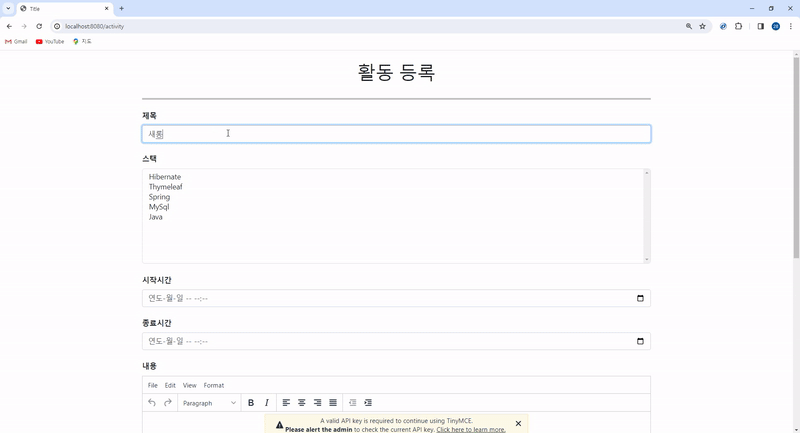 Title
localhost:8080/activity
Gmail YouTube 지도
활동 등록
제목
새롬
스택
Hibernate
Thymeleaf
Spring
MySql
Java
시작시간
연도-월-일 -- --:--
종료시간
연도-월-일 -- --:--
내용
File Edit View Format
Paragraph B I
A valid API key is required to continue using TinyMCE.
Please alert the admin to check the current API key. Click here to learn more.